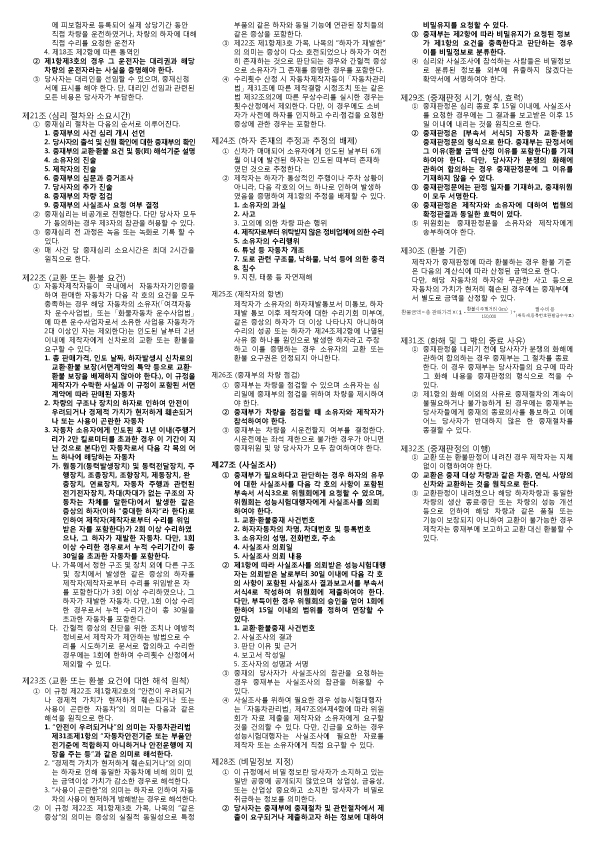 에 피보험자로 등록되어 실제 상당기간 동안
직접 차량을 운전하였거나, 차량의 하자에 대해
직접 수리를 요청한 운전자
4. 제18조 제2항에 따른 통역인
② 제1항제3호의 경우 그 운전자는 대리권과 해당
차량의 운전자라는 사실을 증명해야 한다.
③ 당사자는 대리인을 선임할 수 있으며, 중재신청
서에 표시를 해야 한다. 단, 대리인 선임과 관련된
모든 비용은 당사자가 부담한다.
제21조 (심리 절차와 소요시간)
① 중재심리 절차는 다음의 순서로 이루어진다.
1. 중재부의 사건 심리 개시 선언
2. 당사자의 출석 및 신원 확인에 대한 중재부의 확인
3. 중재부의 교환·환불 요건 및 등(回) 해석기준 설명
4. 소유자의 진술
5. 제작자의 진술
6. 중재부의 심문과 증거조사
7. 당사자의 추가 진술
8. 중재부의 차량 점검
9. 중재부의 사실조사 요청 여부 결정
② 중재심리는 비공개로 진행한다. 다만 당사자 모두
가 동의하는 경우 제3자의 참관을 허용할 수 있다.
③ 중재심리 전 과정은 녹음 또는 녹화로 기록 할 수
있다.
④ 매 사건 당 중재심리 소요시간은 최대 2시간을
원칙으로 한다.
제22조 (교환 또는 환불 요건)
① 자동차제작자등이 국내에서 자동차자기인증을
하여 판매한 자동차가 다음 각 호의 요건을 모두
충족하는 경우 해당 자동차의 소유자(「여객자동
차 운수사업법」 또는 「화물자동차 운수사업법」
에 따른 운수사업자로서 소유한 사업용 자동차가
2대 이상인 자는 제외한다)는 인도된 날부터 2년
이내에 제작자에게 신차로의 교환 또는 환불을
요구할 수 있다.
1. 총 판매가격, 인도 날짜, 하자발생시 신차로의
교환·환불 보장(서면계약의 특약 등으로 교환·
환불 보장을 배제하지 않아야 한다.), 이 규정을
제작자가 수락한 사실과 이 규정이 포함된 서면
계약에 따라 판매된 자동차
2. 차량의 구조나 장치의 하자로 인하여 안전이
우려되거나 경제적 가치가 현저하게 훼손되거
나 또는 사용이 곤란한 자동차
3. 자동차 소유자에게 인도된 후 1년 이내(주행거
리가 2만 킬로미터를 초과한 경우 이 기간이 지
난 것으로 본다)인 자동차로서 다음 각 목의 어
느 하나에 해당하는 자동차
가. 원동기(동력발생장치) 및 동력전달장치, 주
행장치, 조종장치, 조향장치, 제동장치, 완
충장치, 연료장치, 자동차 주행과 관련된
전기전자장치, 차대(차대가 없는 구조의 자
동차는 차체를 말한다)에서 발생한 같은
증상의 하자(이하 “중대한 하자”라 한다)로
인하여 제작자(제작자로부터 수리를 위임
받은 자를 포함한다)가 2회 이상 수리하였
으나, 그 하자가 재발한 자동차. 다만, 1회
이상 수리한 경우로서 누적 수리기간이 총
30일을 초과한 자동차를 포함한다.
나. 가목에서 정한 구조 및 장치 외에 다른 구조
및 장치에서 발생한 같은 증상의 하자를
제작자(제작자로부터 수리를 위임받은 자
를 포함한다)가 3회 이상 수리하였으나, 그
하자가 재발한 자동차. 다만, 1회 이상 수리
한 경우로서 누적 수리기간이 총 30일을
초과한 자동차를 포함한다.
다. 간헐적 증상의 진단을 위한 조치나 예방적
정비로서 제작자가 제안하는 방법으로 수
리를 시도하기로 문서로 합의하고 수리한
경우에는 1회에 한하여 수리횟수 산정에서
제외할 수 있다.
제23조 (교환 또는 환불 요건에 대한 해석 원칙)
① 이 규정 제22조 제1항제2호의 “안전이 우려되거
나 경제적 가치가 현저하게 훼손되거나 또는
사용이 곤란한 자동차”의 의미는 다음과 같은
해석을 원칙으로 한다.
1. “안전이 우려되거나”의 의미는 자동차관리법
제31조제1항의 “자동차안전기준 또는 부품안
전기준에 적합하지 아니하거나 안전운행에 지
장을 주는 등”과 같은 의미로 해석한다.
2. “경제적 가치가 현저하게 훼손되거나”의 의미
는 하자로 인해 동일한 자동차에 비해 의미 있
는 금액이상 가치가 감소한 경우로 해석한다.
3. “사용이 곤란한”의 의미는 하자로 인하여 자동
차의 사용이 현저하게 방해받는 경우로 해석한다.
② 이 규정 제22조 제1항제3호 가목, 나목의 “같은
증상”의 의미는 증상의 실질적 동일성으로 특정
부품의 같은 하자와 동일 기능에 연관된 장치들의
같은 증상을 포함한다.
③ 제22조 제1항제3호 가목, 나목의 “하자가 재발한”
의 의미는 증상이 다소 호전되었으나 하자가 여전
히 존재하는 것으로 판단되는 경우와 간헐적 증상
으로 소유자가 그 존재를 증명한 경우를 포함한다.
④ 수리횟수 산정 시 자동차제작자등이 「자동차관리
법」 제31조에 따른 제작결함 시정조치 또는 같은
법 제32조의2에 따른 무상수리를 실시한 경우는
횟수산정에서 제외한다. 다만, 이 경우에도 소비
자가 사전에 하자를 인지하고 수리·점검을 요청한
증상에 관한 경우는 포함한다.
제24조 (하자 존재의 추정과 추정의 배제)
① 신차가 매매되어 소유자에게 인도된 날부터 6개
월 이내에 발견된 하자는 인도된 때부터 존재하
였던 것으로 추정한다.
② 제작자는 하자가 통상적인 주행이나 주차 상황이
아니라, 다음 각호의 어느 하나로 인하여 발생하
였음을 증명하여 제1항의 추정을 배제할 수 있다.
1. 소유자의 과실
2. 사고
3. 고의에 의한 차량 파손 행위
4. 제작자로부터 위탁받지 않은 정비업체에 의한 수리
5. 소유자의 수리행위
6. 튜닝 등 자동차 개조
7. 도로 관련 구조물, 낙하물, 낙석 등에 의한 충격
8. 침수
9. 지진, 태풍 등 자연재해
제25조 (제작자의 항변)
제작자가 소유자의 하자재발통보서 미통보, 하자
재발 통보 이후 제작자에 대한 수리기회 미부여,
같은 증상의 하자가 더 이상 나타나지 아니하여
수리의 성공 또는 하자가 제24조제2항에 나열된
사유 중 하나를 원인으로 발생한 하자라고 주장
하고 이를 증명하는 경우 소유자의 교환 또는
환불 요구권은 인정되지 아니한다.
제26조 (중재부의 차량 점검)
① 중재부는 차량을 점검할 수 있으며 소유자는 심
리일에 중재부의 점검을 위하여 차량을 제시하여
야 한다.
② 중재부가 차량을 점검할 때 소유자와 제작자가
참석하여야 한다.
③ 중재부는 차량을 시운전할지 여부를 결정한다.
시운전에는 좌석 제한으로 불가한 경우가 아니면
중재위원 및 양 당사자가 모두 참여하여야 한다.
제27조 (사실조사)
① 중재부가 필요하다고 판단하는 경우 하자의 유무
에 대한 사실조사를 다음 각 호의 사항이 포함된
부속서 서식3으로 위원회에게 요청할 수 있으며,
위원회는 성능시험대행자에게 사실조사를 의뢰
하여야 한다.
1. 교환·환불중재 사건번호
2. 하자자동차의 차명, 차대번호 및 등록번호
3. 소유자의 성명, 전화번호, 주소
4. 사실조사 의뢰일
5. 사실조사 의뢰 내용
② 제1항에 따라 사실조사를 의뢰받은 성능시험대행
자는 의뢰받은 날로부터 30일 이내에 다음 각 호
의 사항이 포함된 사실조사 결과보고서를 부속서
서식4로 작성하여 위원회에 제출하여야 한다.
다만, 부득이한 경우 위원회의 승인을 얻어 1회에
한하여 15일 이내의 범위를 정하여 연장할 수
있다.
1. 교환·환불중재 사건번호
2. 사실조사의 결과
3. 판단 이유 및 근거
4. 보고서 작성일
5. 조사자의 성명과 서명
③ 중재의 당사자가 사실조사의 참관을 요청하는
경우 중재부는 사실조사의 참관을 허용할 수
있다.
④ 사실조사를 위하여 필요한 경우 성능시험대행자
는 「자동차관리법」제47조의4제4항에 따라 위원
회가 자료 제출을 제작자와 소유자에게 요구할
것을 건의할 수 있다. 다만, 긴급을 요하는 경우
성능시험대행자는 사실조사에 필요한 자료를
제작자 또는 소유자에게 직접 요구할 수 있다.
제28조 (비밀정보 지정)
① 이 규정에서 비밀 정보란 당사자가 소지하고 있는
일반 공중에 공개되지 않았으며 상업상, 금융상,
또는 산업상 중요하고 소지한 당사자가 비밀로
취급하는 정보를 의미한다.
② 당사자는 중재부에 중재절차 및 관련절차에서 제
출이 요구되거나 제출하고자 하는 정보에 대하여
비밀유지를 요청할 수 있다.
③ 중재부는 제2항에 따라 비밀유지가 요청된 정보
가 제1항의 요건을 충족한다고 판단하는 경우
이를 비밀정보로 분류한다.
④ 심리와 사실조사에 참석하는 사람들은 비밀정보
로 분류된 정보를 외부에 유출하지 않겠다는
확약서에 서명하여야 한다.
제29조 (중재판정 시기, 형식, 효력)
① 중재판정은 심리 종료 후 15일 이내에, 사실조사
를 요청한 경우에는 그 결과를 보고받은 이후 15
일 이내에 내리는 것을 원칙으로 한다.
② 중재판정은 [부속서 서식5] 자동차 교환·환불
중재판정문의 형식으로 한다. 중재부는 판정서에
그 이유(환불 금액 산정 이유를 포함한다)를 기재
하여야 한다. 다만, 당사자가 분쟁의 화해에
관하여 합의하는 경우 중재판정문에 그 이유를
기재하지 않을 수 있다.
③ 중재판정문에는 판정 일자를 기재하고, 중재위원
이 모두 서명한다.
④ 중재판정은 제작자와 소유자에 대하여 법원의
확정판결과 동일한 효력이 있다.
⑤ 위원회는 중재판정문을 소유자와 제작자에게
송부하여야 한다.
제30조 (환불 기준)
제작자가 중재판정에 따라 환불하는 경우 환불 기준
은 다음의 계산식에 따라 산정된 금액으로 한다.
다만, 해당 자동차의 하자와 무관한 사고 등으로
자동차의 가치가 현저히 훼손된 경우에는 중재부에
서 별도로 금액을 산정할 수 있다.
제31조 (화해 및 그 밖의 종료 사유)
① 중재판정을 내리기 전에 당사자가 분쟁의 화해에
관하여 합의하는 경우 중재부는 그 절차를 종료
한다. 이 경우 중재부는 당사자들의 요구에 따라
그 화해 내용을 중재판정의 형식으로 적을 수
있다.
② 제1항의 화해 이외의 사유로 중재절차의 계속이
불필요하거나 불가능하게 된 경우에는 중재부는
당사자들에게 중재의 종료의사를 통보하고 이에
어느 당사자가 반대하지 않은 한 중재절차를
종결할 수 있다.
제32조 (중재판정의 이행)
① 교환 또는 환불판정이 내려진 경우 제작자는 지체
없이 이행하여야 한다.
② 교환은 중재 대상 차량과 같은 차종, 연식, 사양의
신차로 교환하는 것을 원칙으로 한다.
③ 교환판정이 내려졌으나 해당 하자차량과 동일한
차량의 생산 종료·중단 또는 차량의 성능 개선
등으로 인하여 해당 차량과 같은 품질 또는
기능이 보장되지 아니하여 교환이 불가능한 경우
제작자는 중재부에 보고하고 교환 대신 환불할 수
있다.